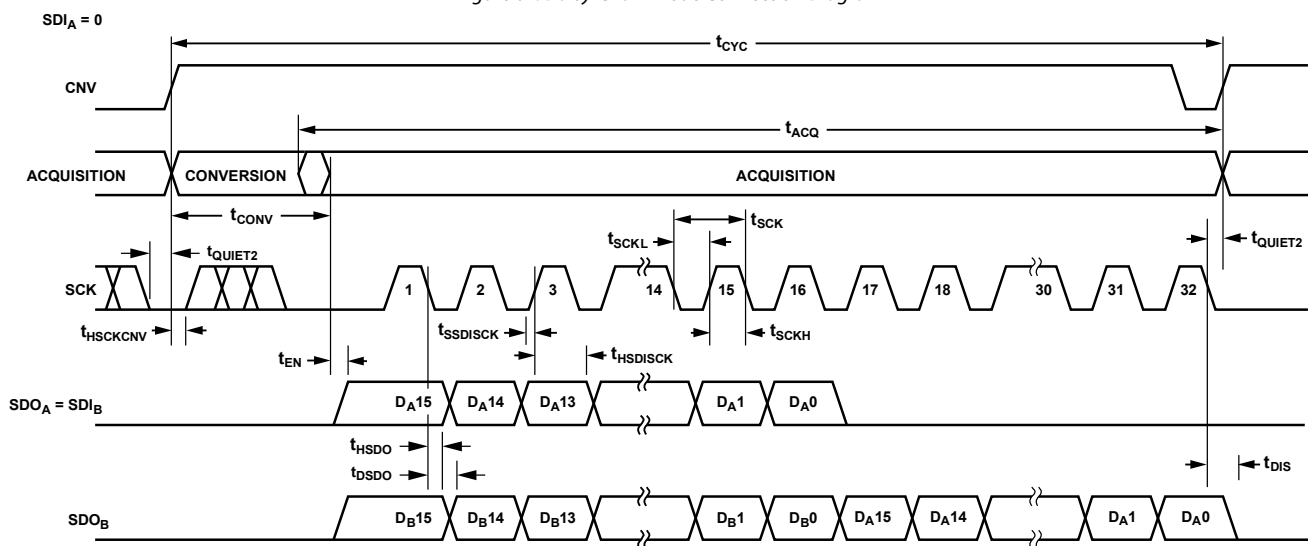 SDIA = 0
tCYC
CNV
tACQ
ACQUISITION CONVERSION ACQUISITION
tCONV
tSCK
tSCKL
tQUIET2 tQUIET2
SCK 1 2 3 14 15 16 17 18 30 31 32
tHSCKCNV tSSDISCK tSCKH
tEN tHSDISCK
SDOA = SDIB DA15 DA14 DA13 DA1 DA0
tHSDO
tDSDO tDIS
SDOB DB15 DB14 DB13 DB1 DB0 DA15 DA14 DA1 DA0